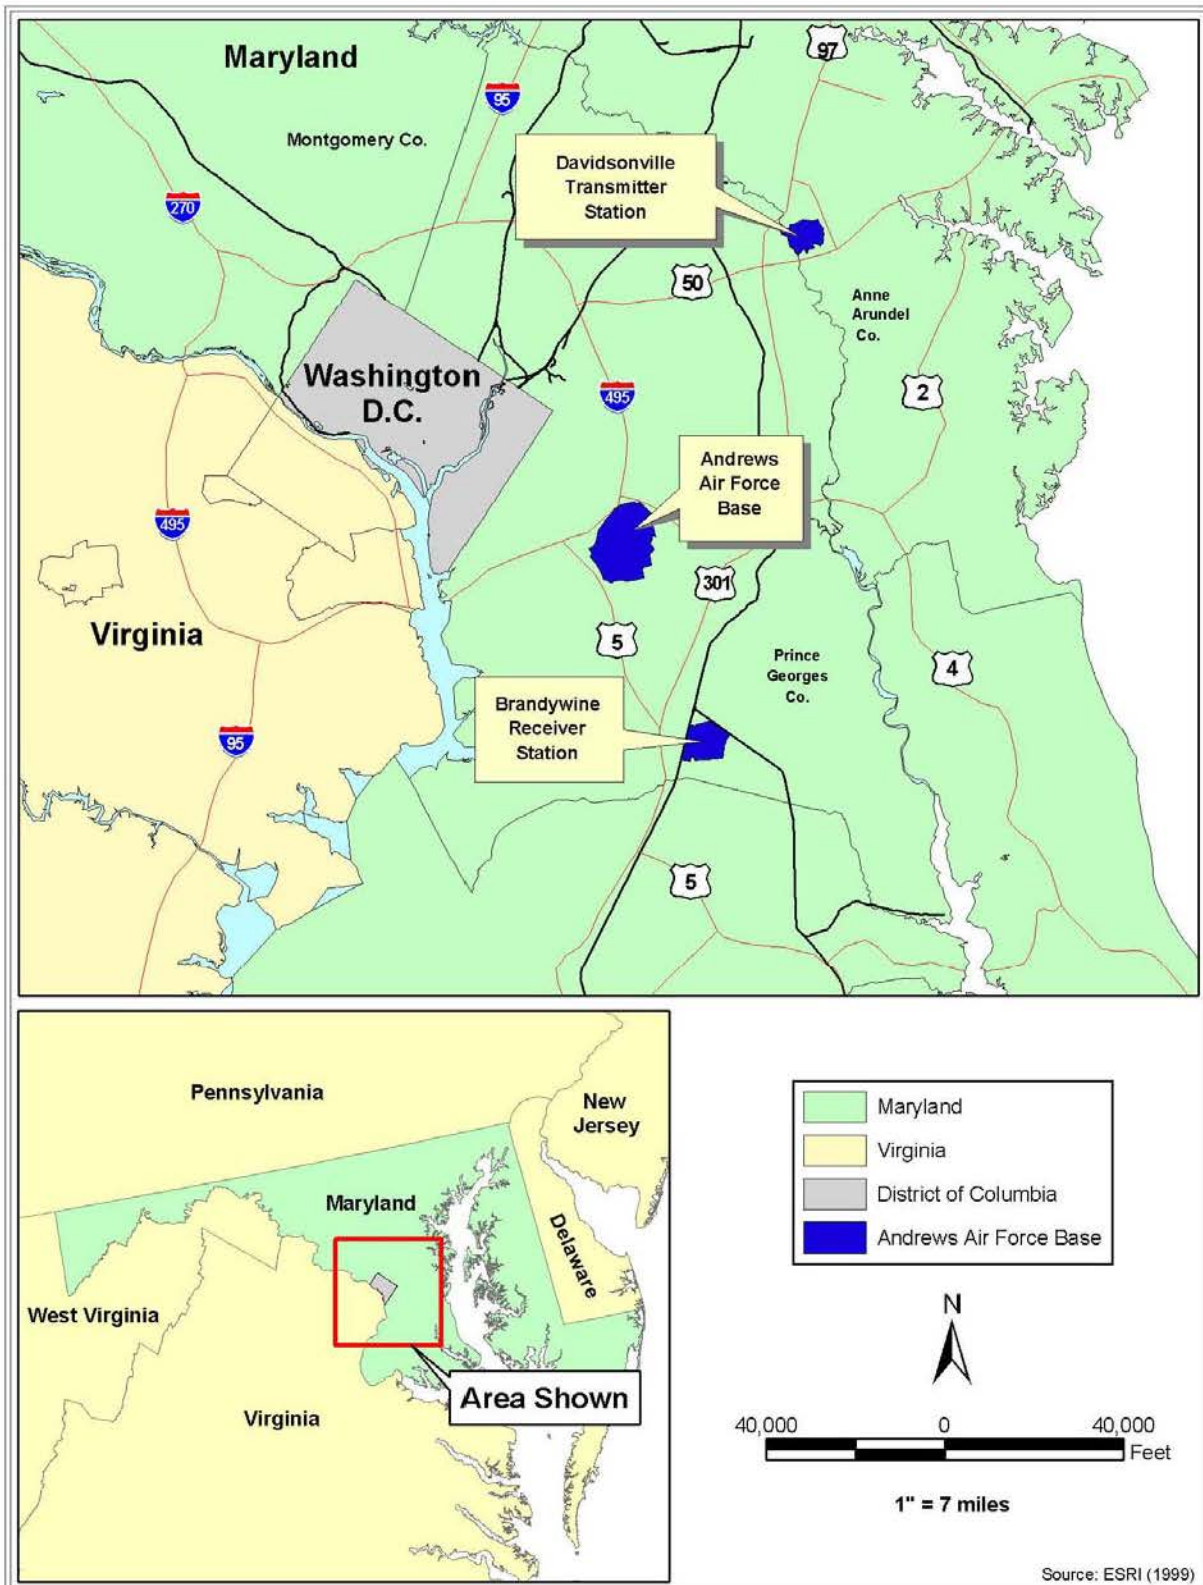 Maryland
97
95
Montgomery Co.
Davidsonville
Transmitter
Station
270
50
Anne
Arundel
Co.
Washington
D.C.
495
2
Andrews
Air Force
Base
495
301
Virginia
5
Prince
Georges
Co.
4
Brandywine
Receiver
Station
95
5
Pennsylvania
New
Jersey
Maryland
Delaware
West Virginia
Area Shown
Virginia
Maryland
Virginia
District of Columbia
Andrews Air Force Base
N
40,000 0 40,000
Feet
1" = 7 miles
Source: ESRI (1999)